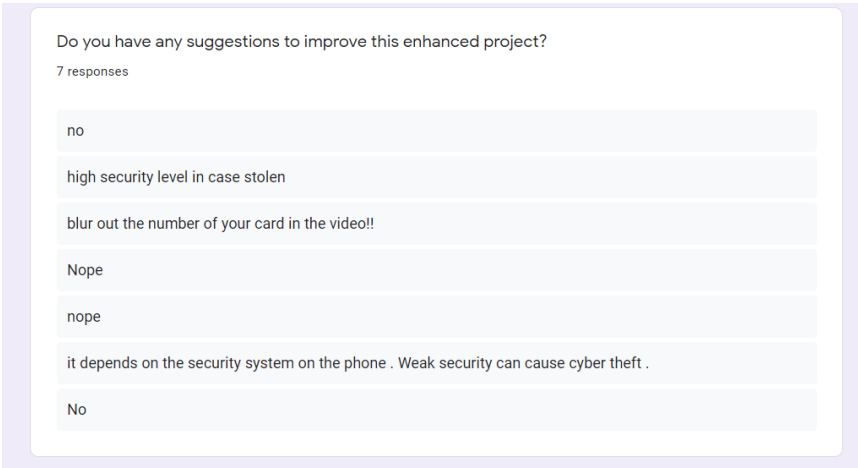 Do you have any suggestions to improve this enhanced project?
7 responses
no
high security level in case stolen
blur out the number of your card in the video!!
Nope
nope
it depends on the security system on the phone . Weak security can cause cyber theft .
No